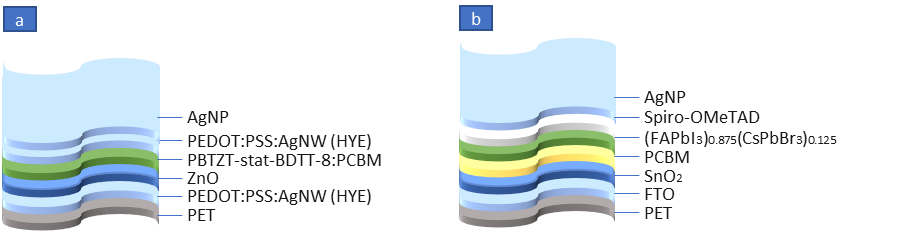 a
AgNP
PEDOT:PSS:AgNW (HYE)
PBTZT-stat-BDTT-8:PCBM
ZnO
PEDOT:PSS:AgNW (HYE)
PET
b
AgNP
Spiro-OMeTAD
(FAPbI₃)₀.₈₇₅(CsPbBr₃)₀.₁₂₅
PCBM
SnO₂
FTO
PET